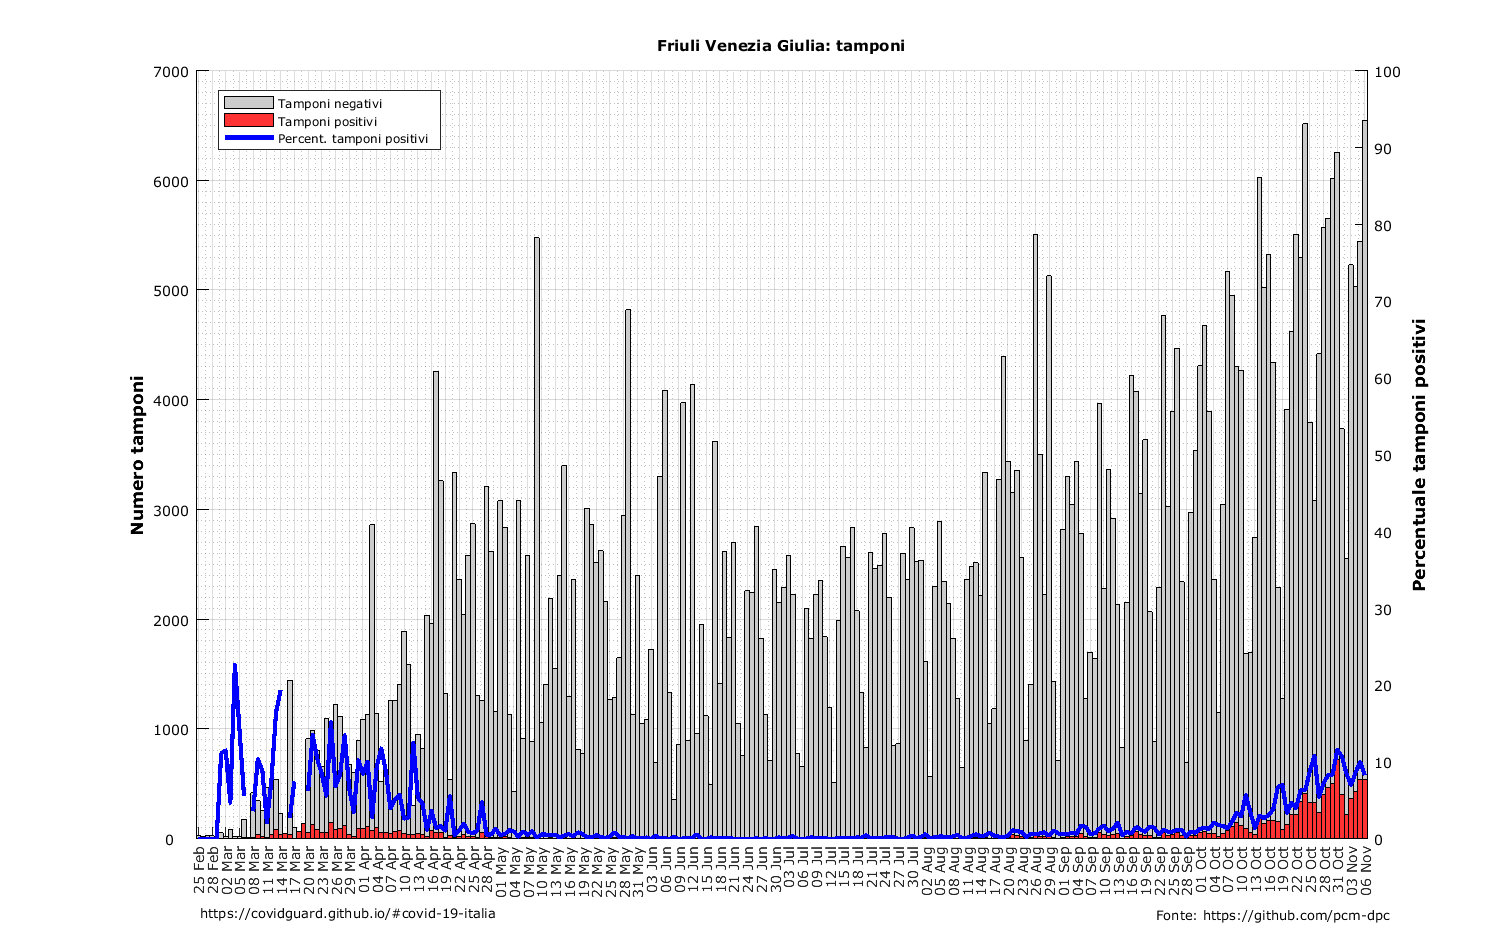 Friuli Venezia Giulia: tamponi
Tamponi negativi
Tamponi positivi
Percent. tamponi positivi
Numero tamponi
7000
6000
5000
4000
3000
2000
1000
0
100
90
80
70
60
50
40
30
20
10
0
Percentuale tamponi positivi
25 Feb
28 Feb
02 Mar
05 Mar
08 Mar
11 Mar
14 Mar
17 Mar
20 Mar
23 Mar
26 Mar
29 Mar
01 Apr
04 Apr
07 Apr
10 Apr
13 Apr
16 Apr
19 Apr
22 Apr
25 Apr
28 Apr
01 May
04 May
07 May
10 May
13 May
16 May
19 May
22 May
25 May
28 May
31 May
03 Jun
06 Jun
09 Jun
12 Jun
15 Jun
18 Jun
21 Jun
24 Jun
27 Jun
30 Jun
03 Jul
06 Jul
09 Jul
12 Jul
15 Jul
18 Jul
21 Jul
24 Jul
27 Jul
30 Jul
02 Aug
05 Aug
08 Aug
11 Aug
14 Aug
17 Aug
20 Aug
23 Aug
26 Aug
29 Aug
01 Sep
04 Sep
07 Sep
10 Sep
13 Sep
16 Sep
19 Sep
22 Sep
25 Sep
28 Sep
01 Oct
04 Oct
07 Oct
10 Oct
13 Oct
16 Oct
19 Oct
22 Oct
25 Oct
28 Oct
31 Oct
03 Nov
06 Nov
https://covidguard.github.io/#covid-19-italia
Fonte: https://github.com/pcm-dpc